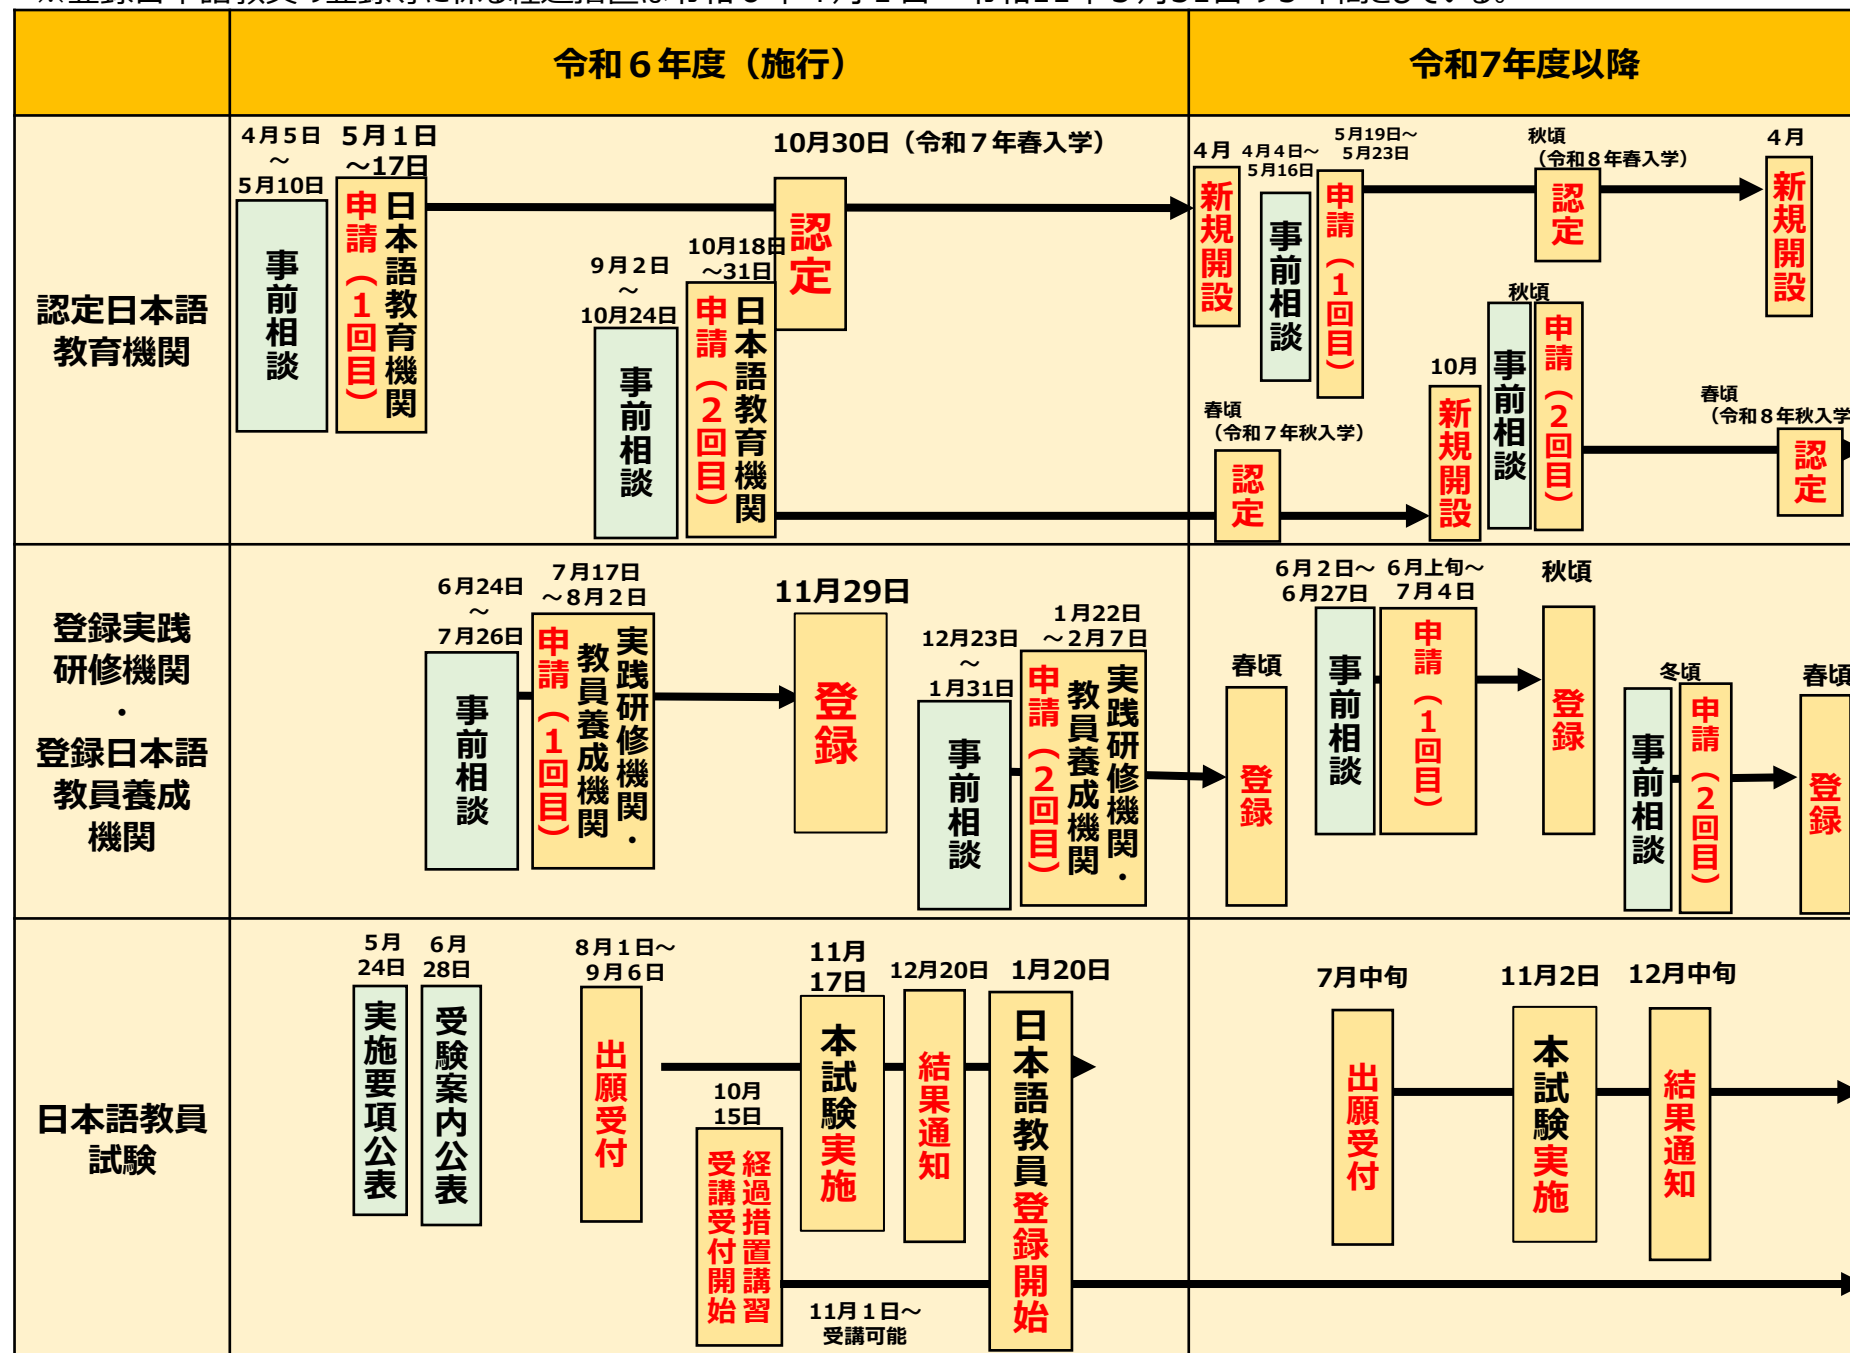 令和６年度（施行）
令和7年度以降
認定日本語
教育機関
４月５日
～
５月10日
事前相談
５月１日
～17日
日本語教育機関
申請（１回目）
９月２日
～
10月24日
事前相談
10月18日
～31日
日本語教育機関
申請（２回目）
10月30日（令和７年春入学）
認定
４月
新規開設
４月４日～
５月16日
事前相談
５月19日～
５月23日
申請（１回目）
秋頃
（令和８年春入学）
認定
４月
新規開設
春頃
（令和７年秋入学）
認定
10月
新規開設
秋頃
事前相談
申請（２回目）
春頃
（令和８年秋入学
認定
登録実践
研修機関
・
登録日本語
教員養成
機関
６月24日
～
７月26日
事前相談
７月17日
～８月２日
実践研修機関・
教員養成機関
申請（１回目）
11月29日
登録
12月23日
～
１月31日
事前相談
１月22日
～２月７日
実践研修機関・
教員養成機関
申請（２回目）
春頃
登録
６月２日～
６月27日
事前相談
６月上旬～
７月４日
申請（１回目）
秋頃
登録
冬頃
事前相談
申請（２回目）
春頃
登録
日本語教員
試験
５月
24日
実施要項公表
６月
28日
受験案内公表
８月１日～
９月６日
出願受付
10月
15日
経過措置講習
受講受付開始
11月１日～
受講可能
11月
17日
本試験実施
12月20日
結果通知
1月20日
日本語教員登録開始
7月中旬
出願受付
11月2日
本試験実施
12月中旬
結果通知